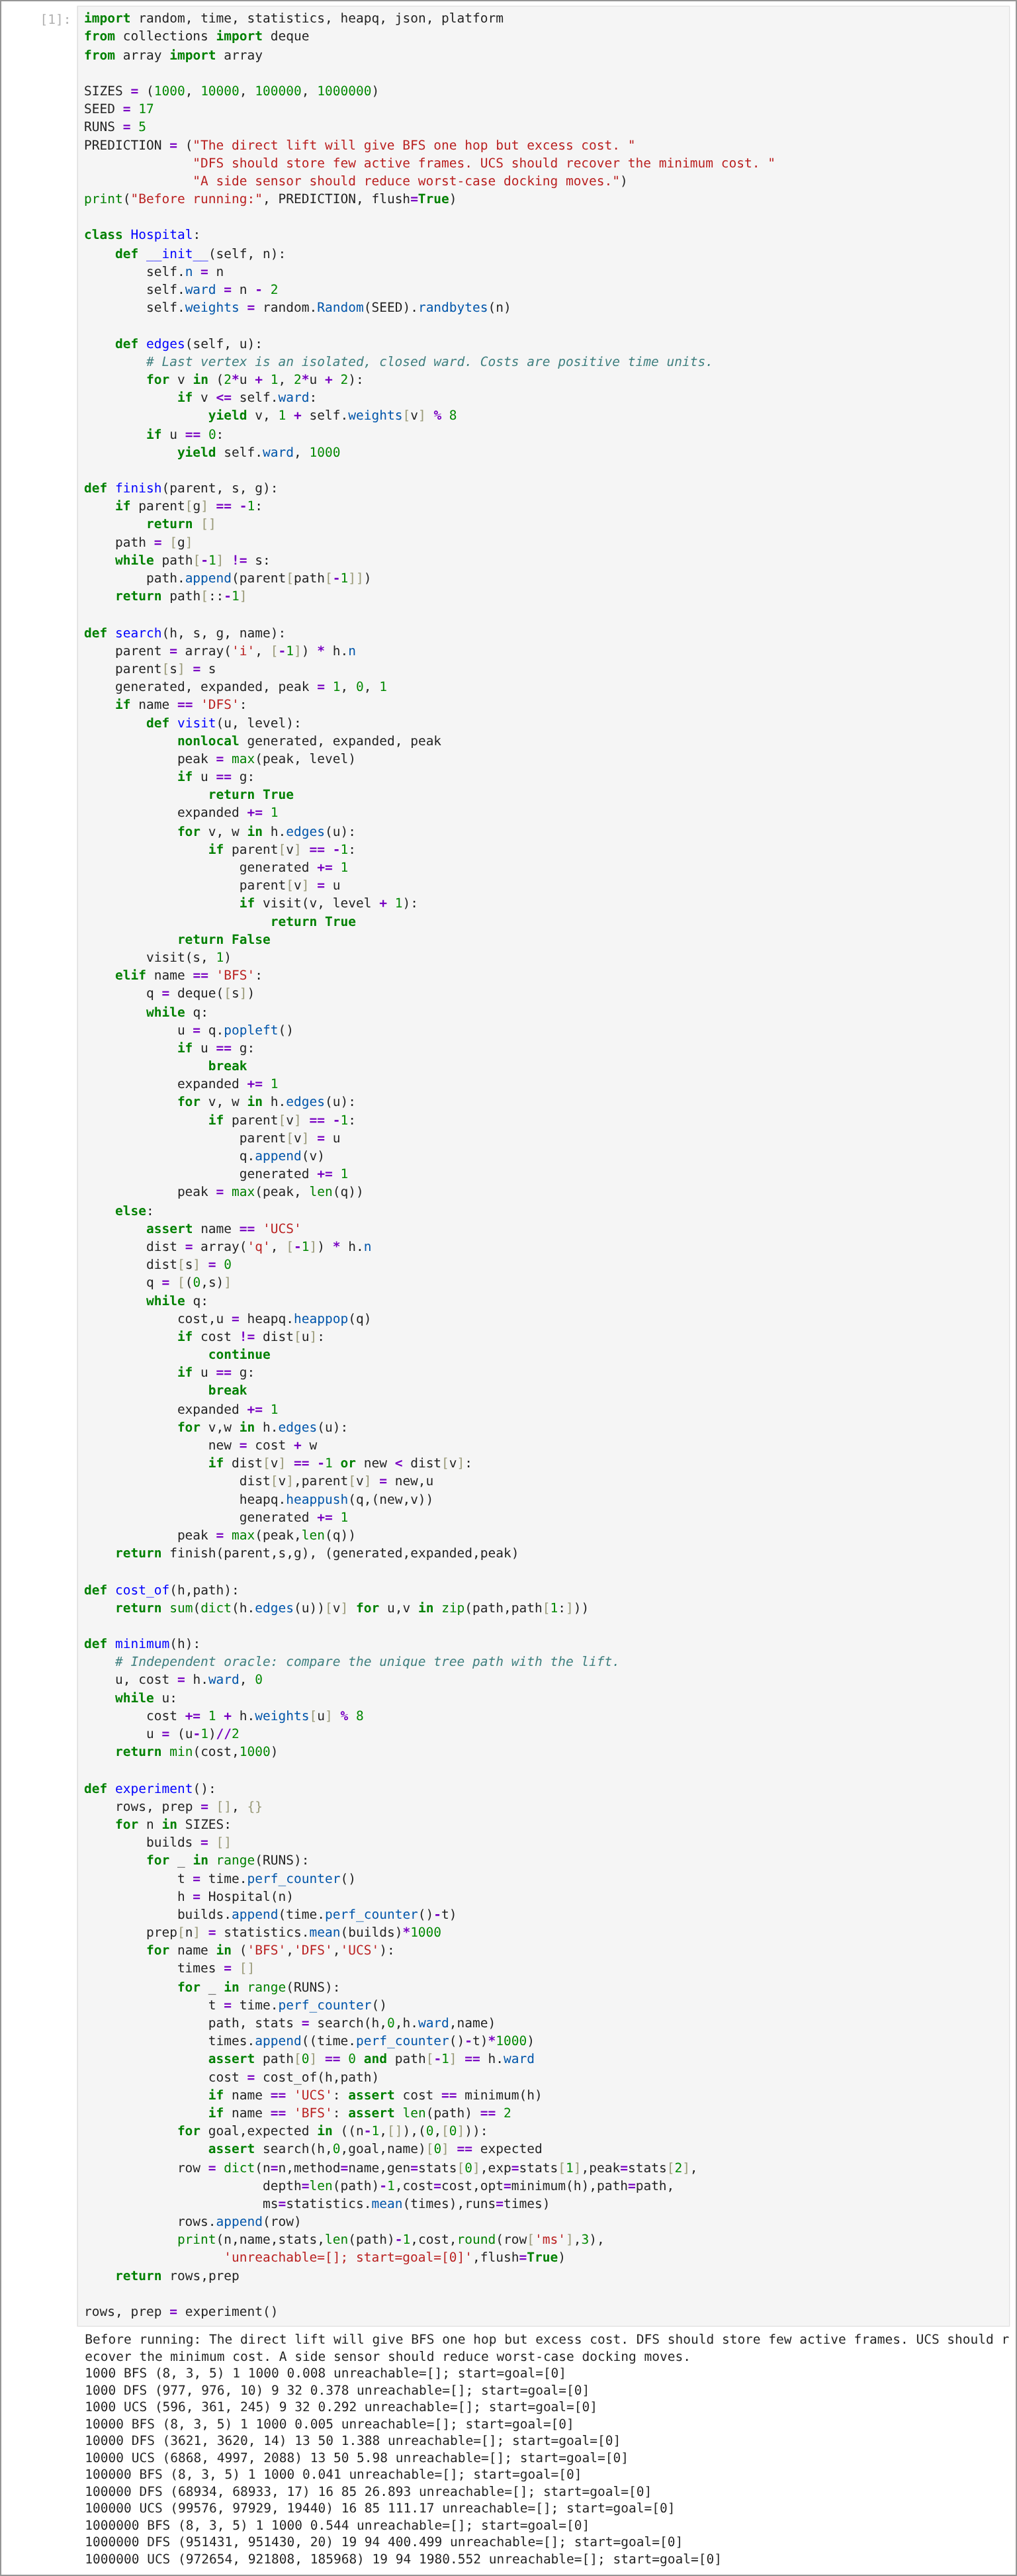 [1]: import random, time, statistics, heapq, json, platform
from collections import deque
from array import array

SIZES = (1000, 10000, 100000, 1000000)
SEED = 17
RUNS = 5
PREDICTION = ("The direct lift will give BFS one hop but excess cost. "
              "DFS should store few active frames. UCS should recover the minimum cost. "
              "A side sensor should reduce worst-case docking moves.")
print("Before running:", PREDICTION, flush=True)

class Hospital:
    def __init__(self, n):
        self.n = n
        self.ward = n - 2
        self.weights = random.Random(SEED).randbytes(n)

    def edges(self, u):
        # Last vertex is an isolated, closed ward. Costs are positive time units.
        for v in (2*u + 1, 2*u + 2):
            if v <= self.ward:
                yield v, 1 + self.weights[v] % 8
        if u == 0:
            yield self.ward, 1000

def finish(parent, s, g):
    if parent[g] == -1:
        return []
    path = [g]
    while path[-1] != s:
        path.append(parent[path[-1]])
    return path[::-1]

def search(h, s, g, name):
    parent = array('i', [-1]) * h.n
    parent[s] = s
    generated, expanded, peak = 1, 0, 1
    if name == 'DFS':
        def visit(u, level):
            nonlocal generated, expanded, peak
            peak = max(peak, level)
            if u == g:
                return True
            expanded += 1
            for v, w in h.edges(u):
                if parent[v] == -1:
                    generated += 1
                    parent[v] = u
                    if visit(v, level + 1):
                        return True
            return False
        visit(s, 1)
    elif name == 'BFS':
        q = deque([s])
        while q:
            u = q.popleft()
            if u == g:
                break
            expanded += 1
            for v, w in h.edges(u):
                if parent[v] == -1:
                    parent[v] = u
                    q.append(v)
                    generated += 1
            peak = max(peak, len(q))
    else:
        assert name == 'UCS'
        dist = array('q', [-1]) * h.n
        dist[s] = 0
        q = [(0,s)]
        while q:
            cost,u = heapq.heappop(q)
            if cost != dist[u]:
                continue
            if u == g:
                break
            expanded += 1
            for v,w in h.edges(u):
                new = cost + w
                if dist[v] == -1 or new < dist[v]:
                    dist[v],parent[v] = new,u
                    heapq.heappush(q,(new,v))
                    generated += 1
            peak = max(peak,len(q))
    return finish(parent,s,g), (generated,expanded,peak)

def cost_of(h,path):
    return sum(dict(h.edges(u))[v] for u,v in zip(path,path[1:]))

def minimum(h):
    # Independent oracle: compare the unique tree path with the lift.
    u, cost = h.ward, 0
    while u:
        cost += 1 + h.weights[u] % 8
        u = (u-1)//2
    return min(cost,1000)

def experiment():
    rows, prep = [], {}
    for n in SIZES:
        builds = []
        for _ in range(RUNS):
            t = time.perf_counter()
            h = Hospital(n)
            builds.append(time.perf_counter()-t)
        prep[n] = statistics.mean(builds)*1000
        for name in ('BFS','DFS','UCS'):
            times = []
            for _ in range(RUNS):
                t = time.perf_counter()
                path, stats = search(h,0,h.ward,name)
                times.append((time.perf_counter()-t)*1000)
                assert path[0] == 0 and path[-1] == h.ward
                cost = cost_of(h,path)
                if name == 'UCS': assert cost == minimum(h)
                if name == 'BFS': assert len(path) == 2
            for goal,expected in ((n-1,[]),(0,[0])):
                assert search(h,0,goal,name)[0] == expected
            row = dict(n=n,method=name,gen=stats[0],exp=stats[1],peak=stats[2],
                       depth=len(path)-1,cost=cost,opt=minimum(h),path=path,
                       ms=statistics.mean(times),runs=times)
            rows.append(row)
            print(n,name,stats,len(path)-1,cost,round(row['ms'],3),
                  'unreachable=[]; start=goal=[0]',flush=True)
    return rows,prep

rows, prep = experiment()
Before running: The direct lift will give BFS one hop but excess cost. DFS should store few active frames. UCS should r
ecover the minimum cost. A side sensor should reduce worst-case docking moves.
1000 BFS (8, 3, 5) 1 1000 0.008 unreachable=[]; start=goal=[0]
1000 DFS (977, 976, 10) 9 32 0.378 unreachable=[]; start=goal=[0]
1000 UCS (596, 361, 245) 9 32 0.292 unreachable=[]; start=goal=[0]
10000 BFS (8, 3, 5) 1 1000 0.005 unreachable=[]; start=goal=[0]
10000 DFS (3621, 3620, 14) 13 50 1.388 unreachable=[]; start=goal=[0]
10000 UCS (6868, 4997, 2088) 13 50 5.98 unreachable=[]; start=goal=[0]
100000 BFS (8, 3, 5) 1 1000 0.041 unreachable=[]; start=goal=[0]
100000 DFS (68934, 68933, 17) 16 85 26.893 unreachable=[]; start=goal=[0]
100000 UCS (99576, 97929, 19440) 16 85 111.17 unreachable=[]; start=goal=[0]
1000000 BFS (8, 3, 5) 1 1000 0.544 unreachable=[]; start=goal=[0]
1000000 DFS (951431, 951430, 20) 19 94 400.499 unreachable=[]; start=goal=[0]
1000000 UCS (972654, 921808, 185968) 19 94 1980.552 unreachable=[]; start=goal=[0]